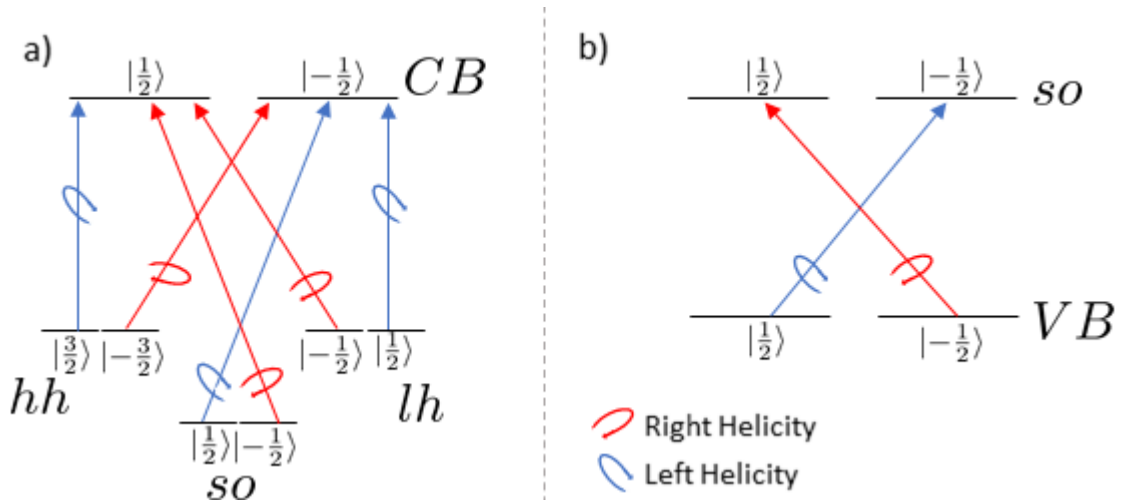 a)
|½⟩ |−½⟩ CB
|3/2⟩ |−3/2⟩ |−½⟩ |½⟩
hh lh
|½⟩ |−½⟩
so
b)
|½⟩ |−½⟩ so
|½⟩ |−½⟩ VB
Right Helicity
Left Helicity